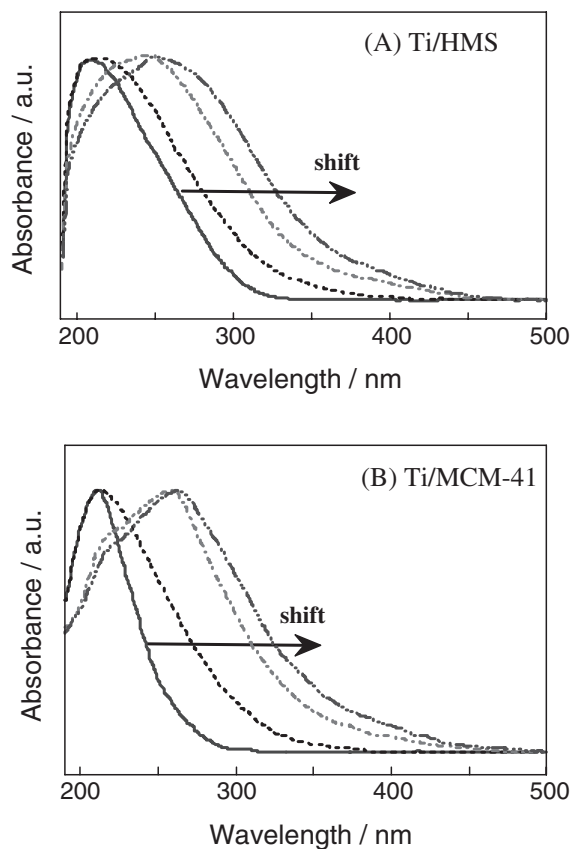 (A) Ti/HMS
shift
Absorbance / a.u.
200 300 400 500
Wavelength / nm
(B) Ti/MCM-41
shift
Absorbance / a.u.
200 300 400 500
Wavelength / nm